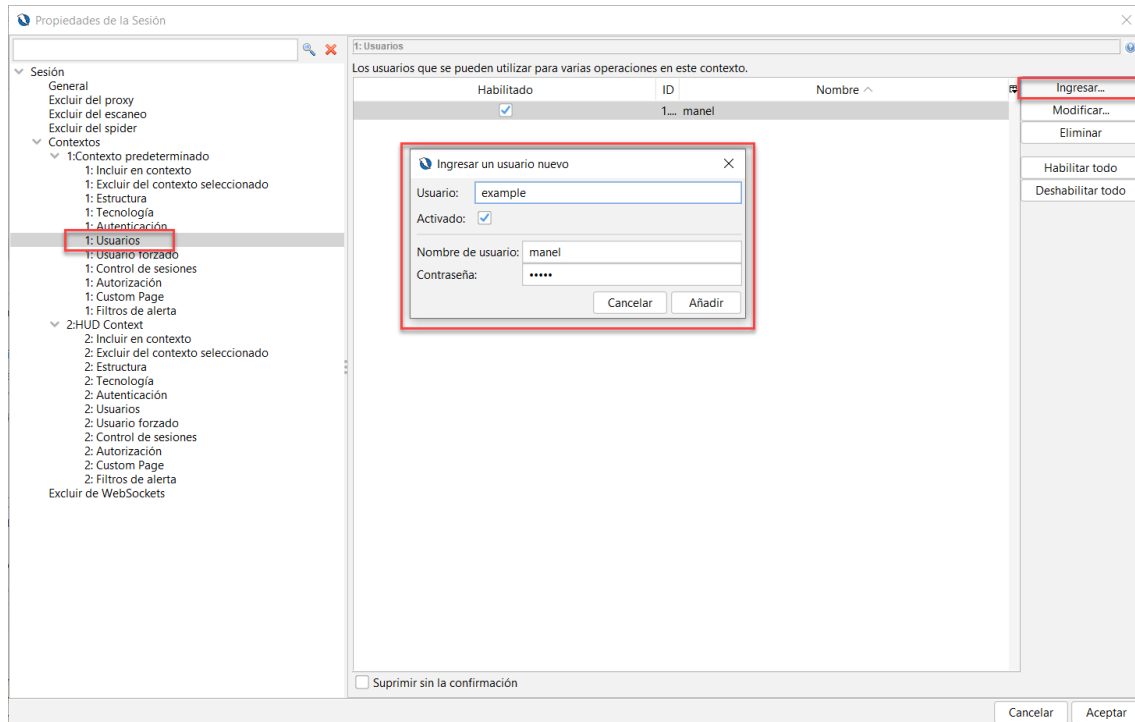 Propiedades de la Sesión
Sesión
General
Excluir del proxy
Excluir del escaneo
Excluir del spider
Contextos
1:Contexto predeterminado
1: Incluir en contexto
1: Excluir del contexto seleccionado
1: Estructura
1: Tecnología
1: Autenticación
1: Usuarios
1: Usuario forzado
1: Control de sesiones
1: Autorización
1: Custom Page
1: Filtros de alerta
2:HUD Context
2: Incluir en contexto
2: Excluir del contexto seleccionado
2: Estructura
2: Tecnología
2: Autenticación
2: Usuarios
2: Usuario forzado
2: Control de sesiones
2: Autorización
2: Custom Page
2: Filtros de alerta
Excluir de WebSockets
1: Usuarios
Los usuarios que se pueden utilizar para varias operaciones en este contexto.
Habilitado ID Nombre
1.... manel
Ingresar...
Modificar...
Eliminar
Habilitar todo
Deshabilitar todo
Ingresar un usuario nuevo
Usuario: example
Activado:
Nombre de usuario: manel
Contraseña: •••••
Cancelar Añadir
Suprimir sin la confirmación
Cancelar Aceptar